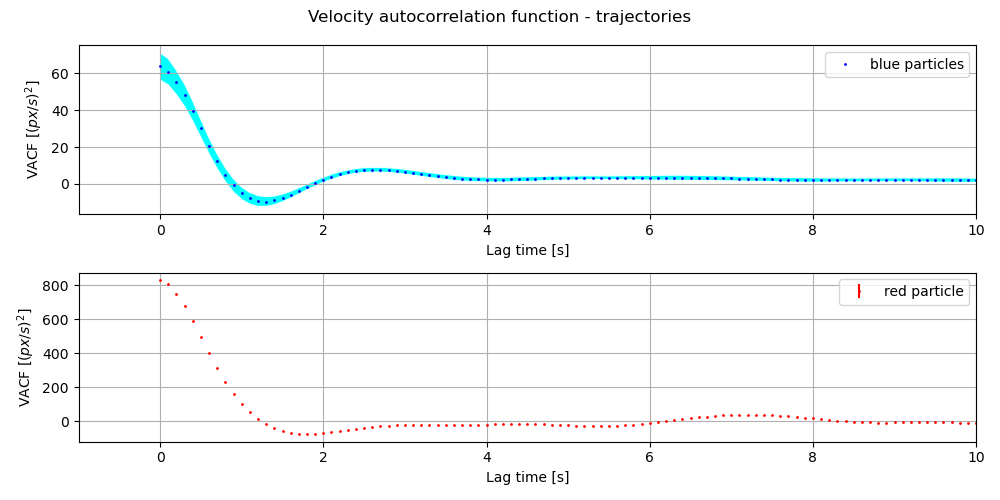 Velocity autocorrelation function - trajectories
VACF [(px/s)²]
60
40
20
0
blue particles
0 2 4 6 8 10
Lag time [s]
VACF [(px/s)²]
800
600
400
200
0
red particle
0 2 4 6 8 10
Lag time [s]